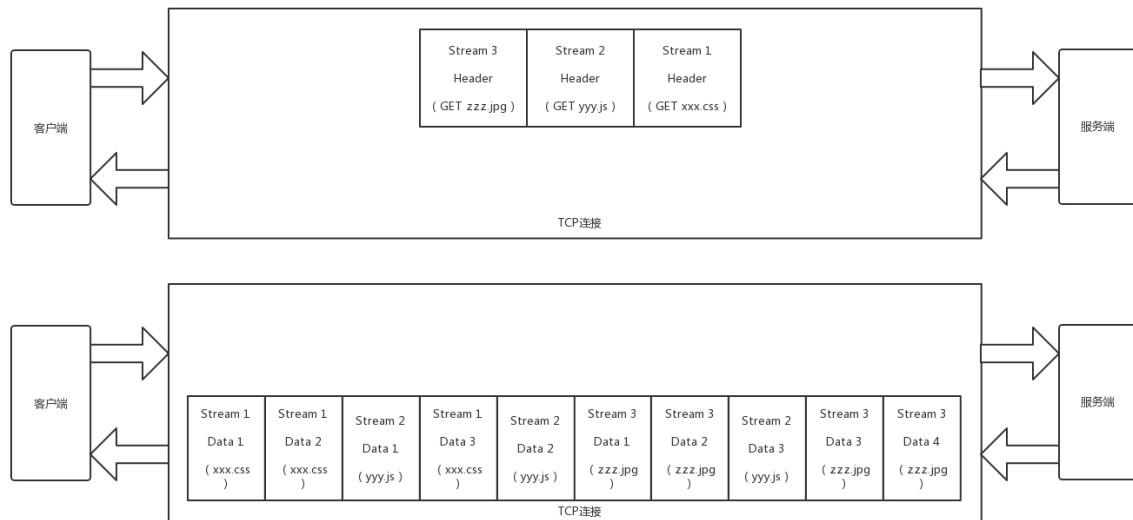 客户端
Stream 3
Header
( GET zzz.jpg )
Stream 2
Header
( GET yyy.js )
Stream 1
Header
( GET xxx.css )
服务端
TCP连接
客户端
Stream 1
Data 1
( xxx.css
)
Stream 1
Data 2
( xxx.css
)
Stream 2
Data 1
( yyy.js )
Stream 1
Data 3
( xxx.css
)
Stream 2
Data 2
( yyy.js )
Stream 3
Data 1
( zzz.jpg
)
Stream 3
Data 2
( zzz.jpg
)
Stream 2
Data 3
( yyy.js )
Stream 3
Data 3
( zzz.jpg
)
Stream 3
Data 4
( zzz.jpg
)
服务端
TCP连接